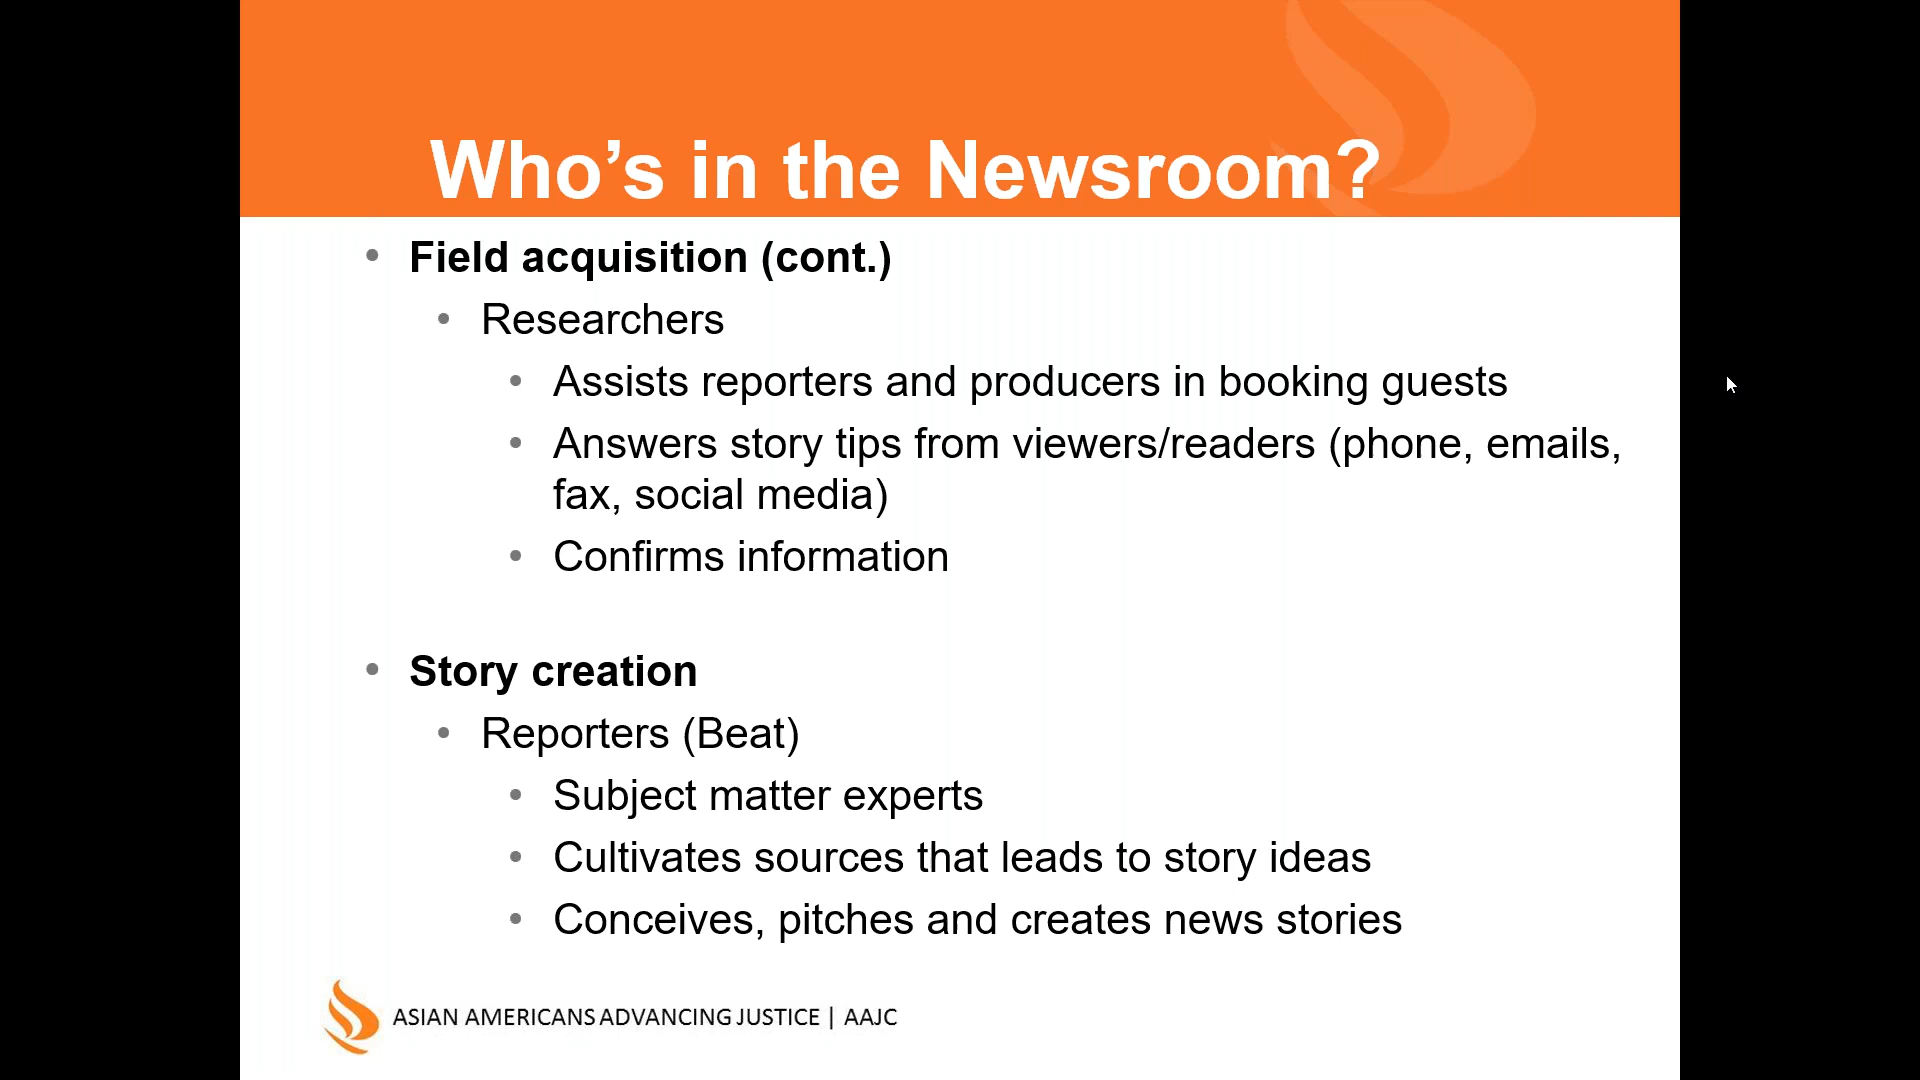 Who’s in the Newsroom?
• Field acquisition (cont.)
• Researchers
• Assists reporters and producers in booking guests
• Answers story tips from viewers/readers (phone, emails,
fax, social media)
• Confirms information
• Story creation
• Reporters (Beat)
• Subject matter experts
• Cultivates sources that leads to story ideas
• Conceives, pitches and creates news stories
ASIAN AMERICANS ADVANCING JUSTICE | AAJC